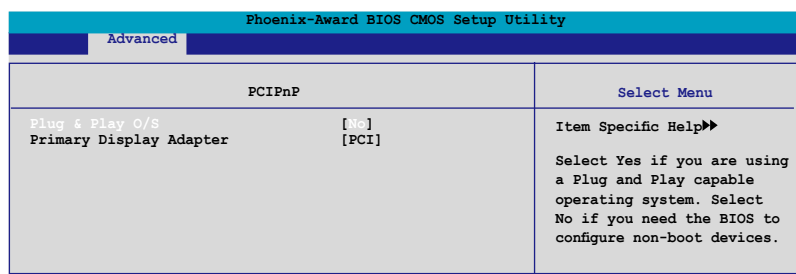 Phoenix-Award BIOS CMOS Setup Utility
Advanced
PCIPnP
Select Menu
Plug & Play O/S [No]
Primary Display Adapter [PCI]
Item Specific Help▶▶
Select Yes if you are using
a Plug and Play capable
operating system. Select
No if you need the BIOS to
configure non-boot devices.